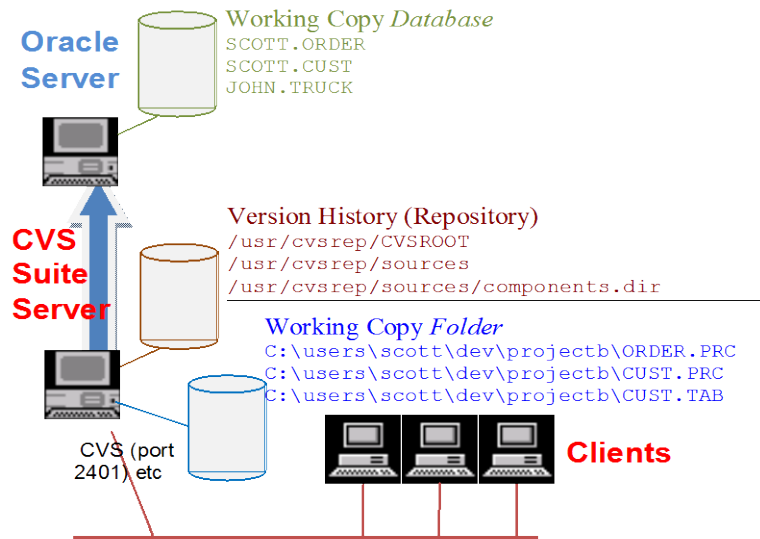 Oracle
Server
Working Copy Database
SCOTT.ORDER
SCOTT.CUST
JOHN.TRUCK
CVS
Suite
Server
Version History (Repository)
/usr/cvsrep/CVSROOT
/usr/cvsrep/sources
/usr/cvsrep/sources/components.dir
Working Copy Folder
C:\users\scott\dev\projectb\ORDER.PRC
C:\users\scott\dev\projectb\CUST.PRC
C:\users\scott\dev\projectb\CUST.TAB
CVS (port
2401) etc
Clients